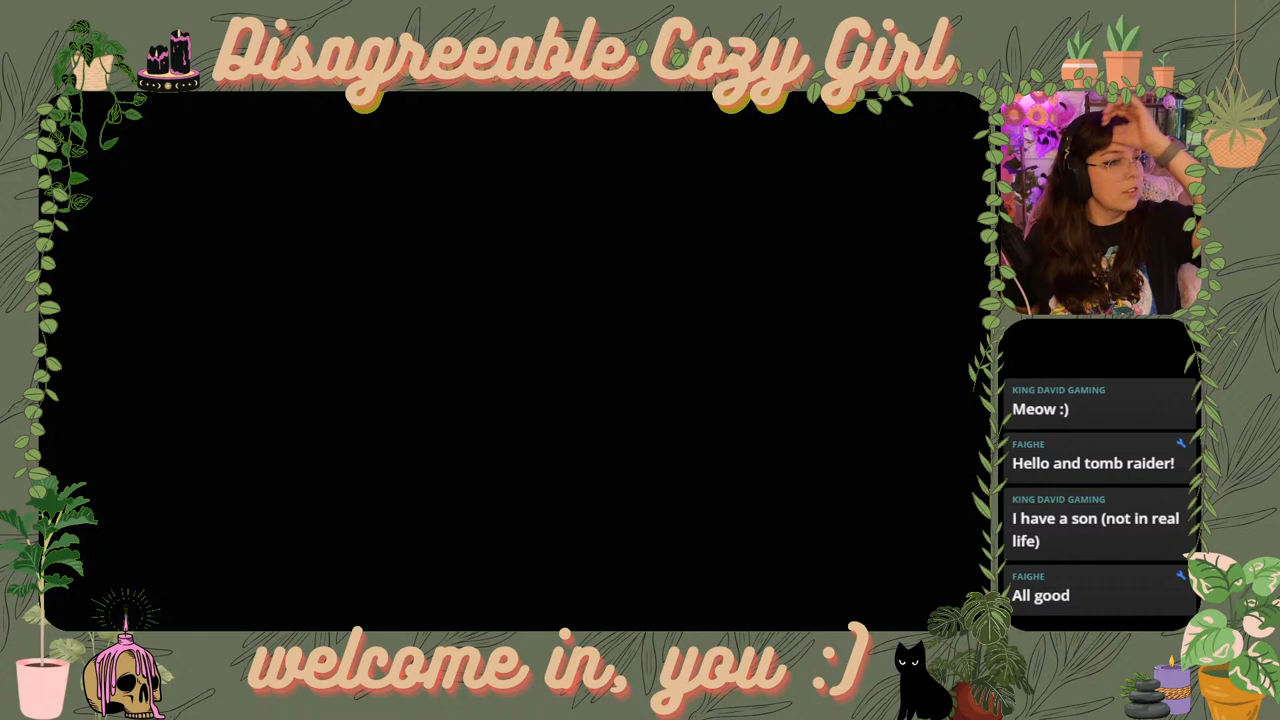 Disagreeable Cozy Girl
KING DAVID GAMING
Meow :)
FAIGHE
Hello and tomb raider!
KING DAVID GAMING
I have a son (not in real
life)
FAIGHE
All good
welcome in, you :)